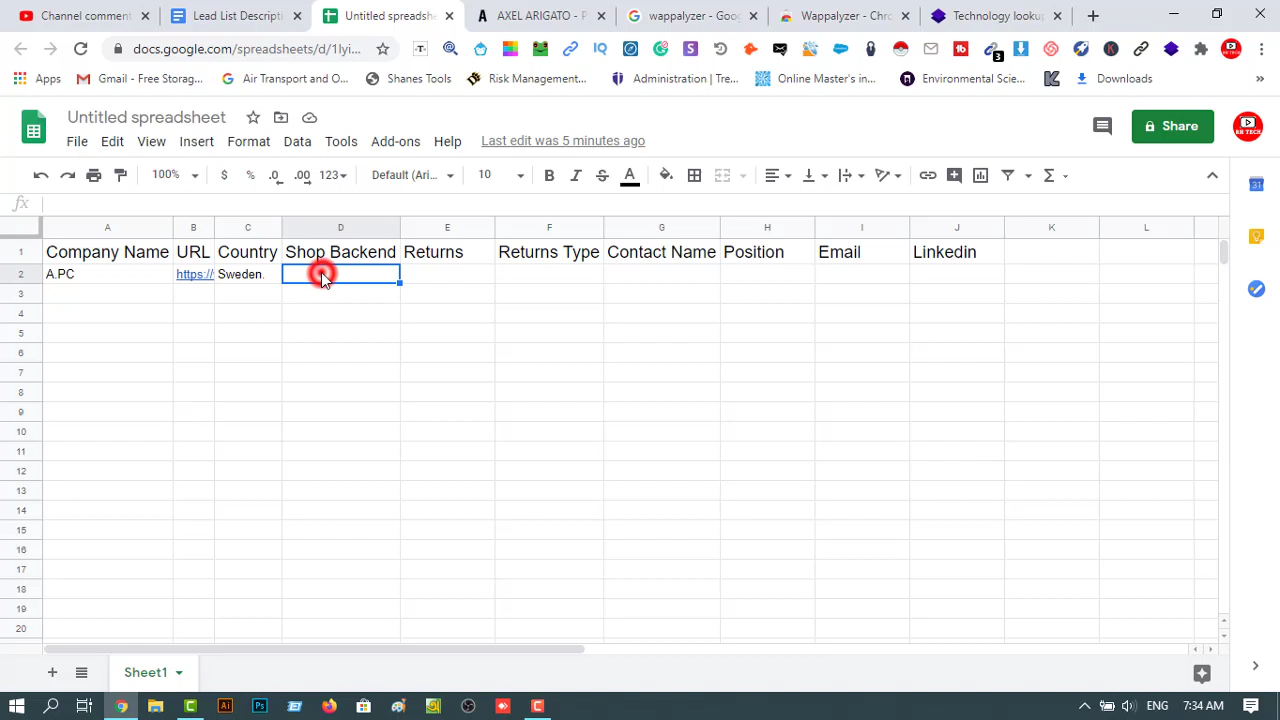 Channel comment
Lead List Descripti
Untitled spreadshe
AXEL ARIGATO - P
wappalyzer - Goo
Wappalyzer - Chro
Technology look
docs.google.com/spreadsheets/d/1Iyi...
Apps
Gmail - Free Storag...
Air Transport and O...
Shanes Tools
Risk Management...
Administration | Tre...
Online Master's in...
Environmental Scie...
Downloads
Untitled spreadsheet
File Edit View Insert Format Data Tools Add-ons Help Last edit was 5 minutes ago
Share
100% $ % .0 .00 123 Default (Ari... 10
fx
A B C D E F G H I J K L
1 Company Name URL Country Shop Backend Returns Returns Type Contact Name Position Email Linkedin
2 A.PC https:// Sweden.
3
4
5
6
7
8
9
10
11
12
13
14
15
16
17
18
19
20
Sheet1
ENG 7:34 AM